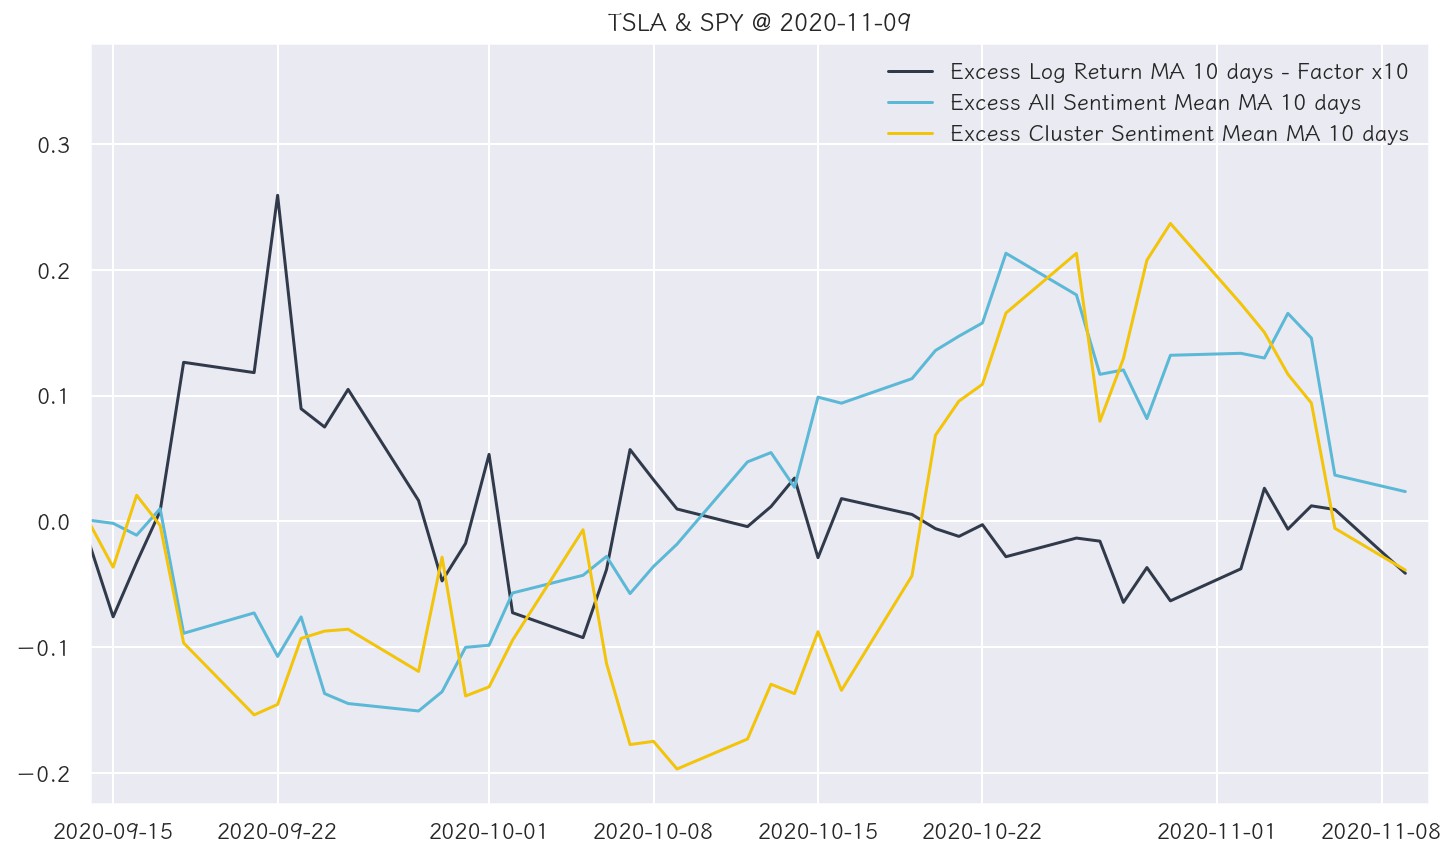 TSLA & SPY @ 2020-11-09
Excess Log Return MA 10 days - Factor x10
Excess All Sentiment Mean MA 10 days
Excess Cluster Sentiment Mean MA 10 days
0.3
0.2
0.1
0.0
−0.1
−0.2
2020-09-15 2020-09-22 2020-10-01 2020-10-08 2020-10-15 2020-10-22 2020-11-01 2020-11-08